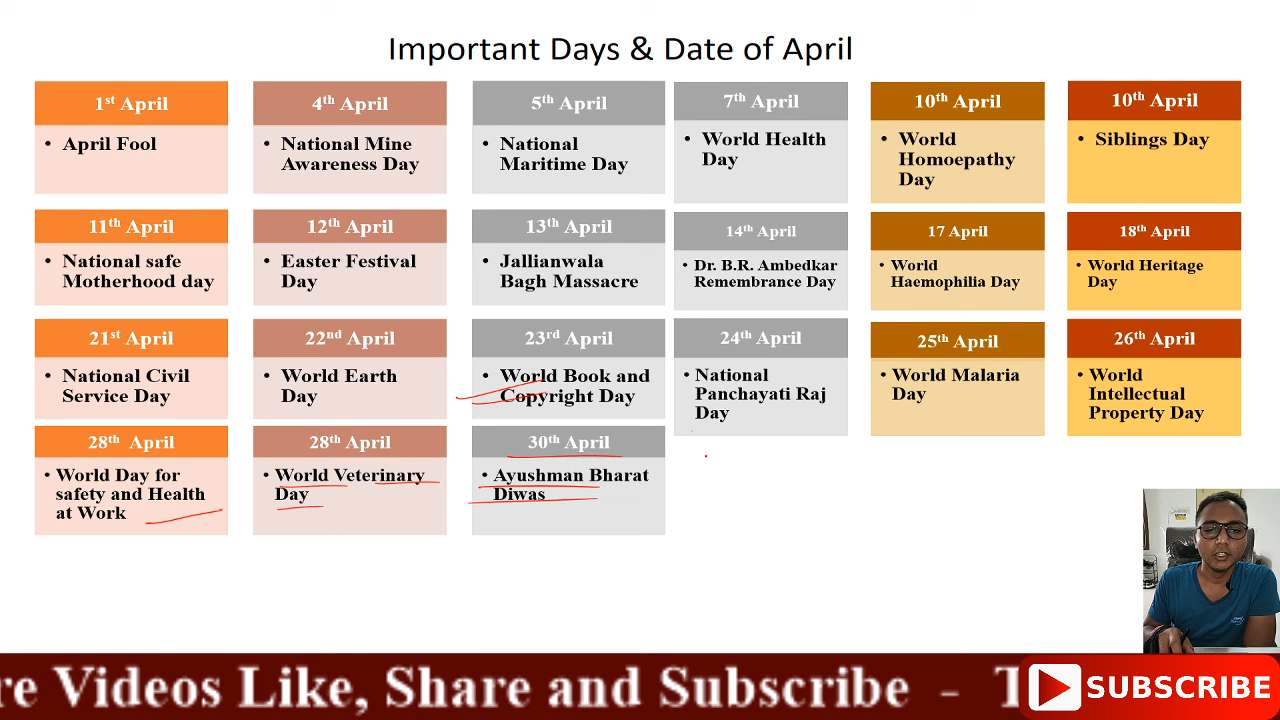 Important Days & Date of April
1st April
• April Fool
4th April
• National Mine
Awareness Day
5th April
• National
Maritime Day
7th April
• World Health
Day
10th April
• World
Homoepathy
Day
10th April
• Siblings Day
11th April
• National safe
Motherhood day
12th April
• Easter Festival
Day
13th April
• Jallianwala
Bagh Massacre
14th April
• Dr. B.R. Ambedkar
Remembrance Day
17 April
• World
Haemophilia Day
18th April
• World Heritage
Day
21st April
• National Civil
Service Day
22nd April
• World Earth
Day
23rd April
• World Book and
Copyright Day
24th April
• National
Panchayati Raj
Day
25th April
• World Malaria
Day
26th April
• World
Intellectual
Property Day
28th April
• World Day for
safety and Health
at Work
28th April
• World Veterinary
Day
30th April
• Ayushman Bharat
Diwas
re Videos Like, Share and Subscribe - T
SUBSCRIBE